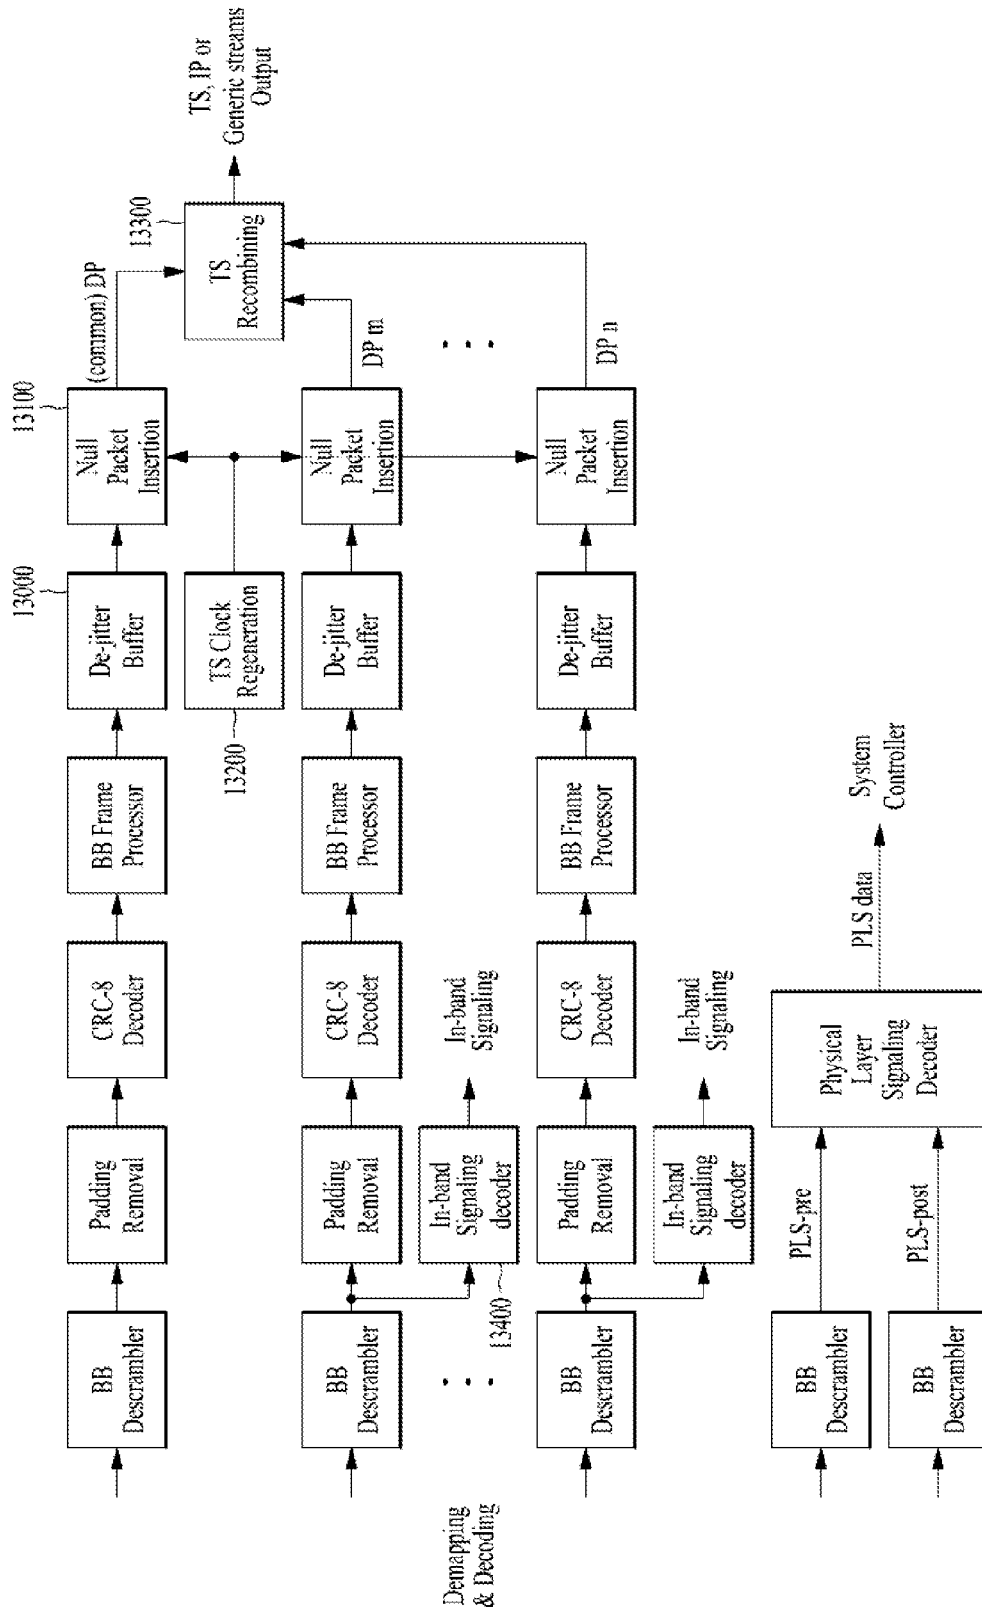 Demapping
& Decoding
BB
Descrambler
Padding
Removal
CRC-8
Decoder
BB Frame
Processor
De-jitter
Buffer
13000
Null
Packet
Insertion
13100
(common) DP
TS Clock
Regeneration
13200
TS
Recombining
13300
TS, IP or
Generic streams
Output
BB
Descrambler
Padding
Removal
CRC-8
Decoder
BB Frame
Processor
De-jitter
Buffer
Null
Packet
Insertion
DP m
In-band
Signaling
decoder
13400
In-band
Signaling
BB
Descrambler
Padding
Removal
CRC-8
Decoder
BB Frame
Processor
De-jitter
Buffer
Null
Packet
Insertion
DP n
In-band
Signaling
decoder
In-band
Signaling
BB
Descrambler
PLS-pre
BB
Descrambler
PLS-post
Physical
Layer
Signaling
Decoder
PLS data
System
Controller